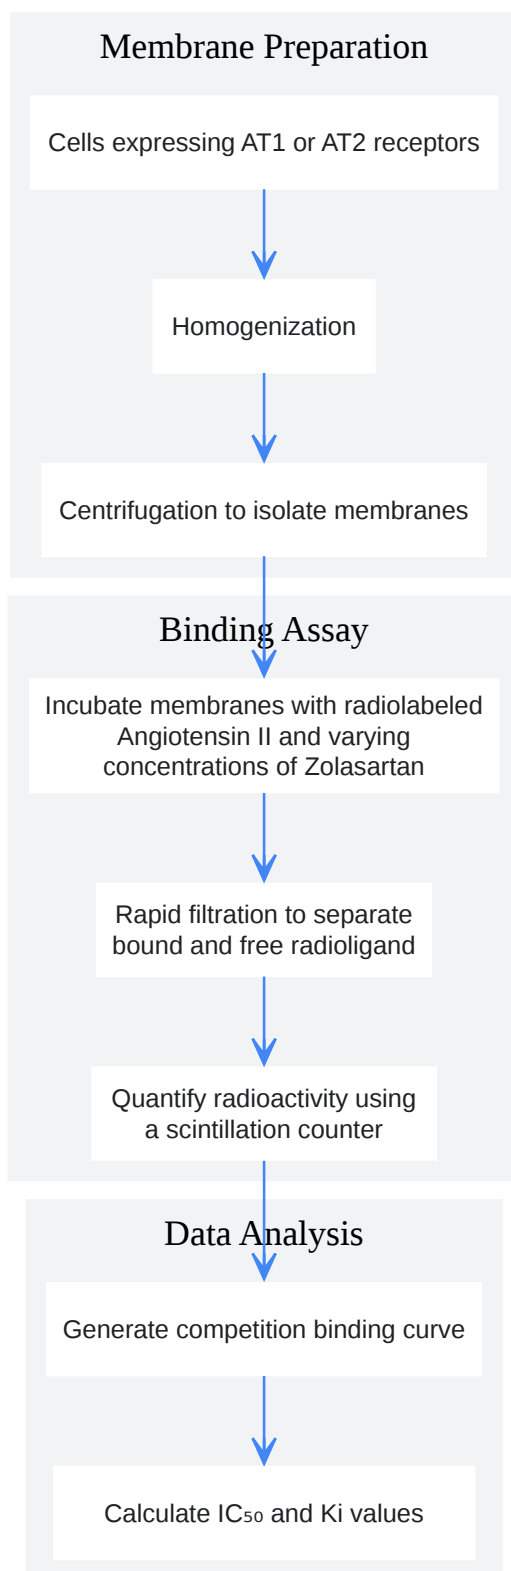 Membrane Preparation
Cells expressing AT1 or AT2 receptors
Homogenization
Centrifugation to isolate membranes
Binding Assay
Incubate membranes with radiolabeled
Angiotensin II and varying
concentrations of Zolasartan
Rapid filtration to separate
bound and free radioligand
Quantify radioactivity using
a scintillation counter
Data Analysis
Generate competition binding curve
Calculate IC₅₀ and Ki values